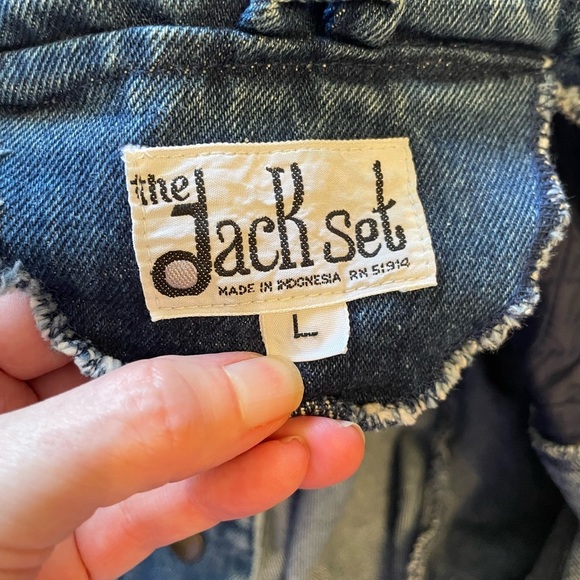 the
Jack set
MADE IN INDONESIA RN 51914
L